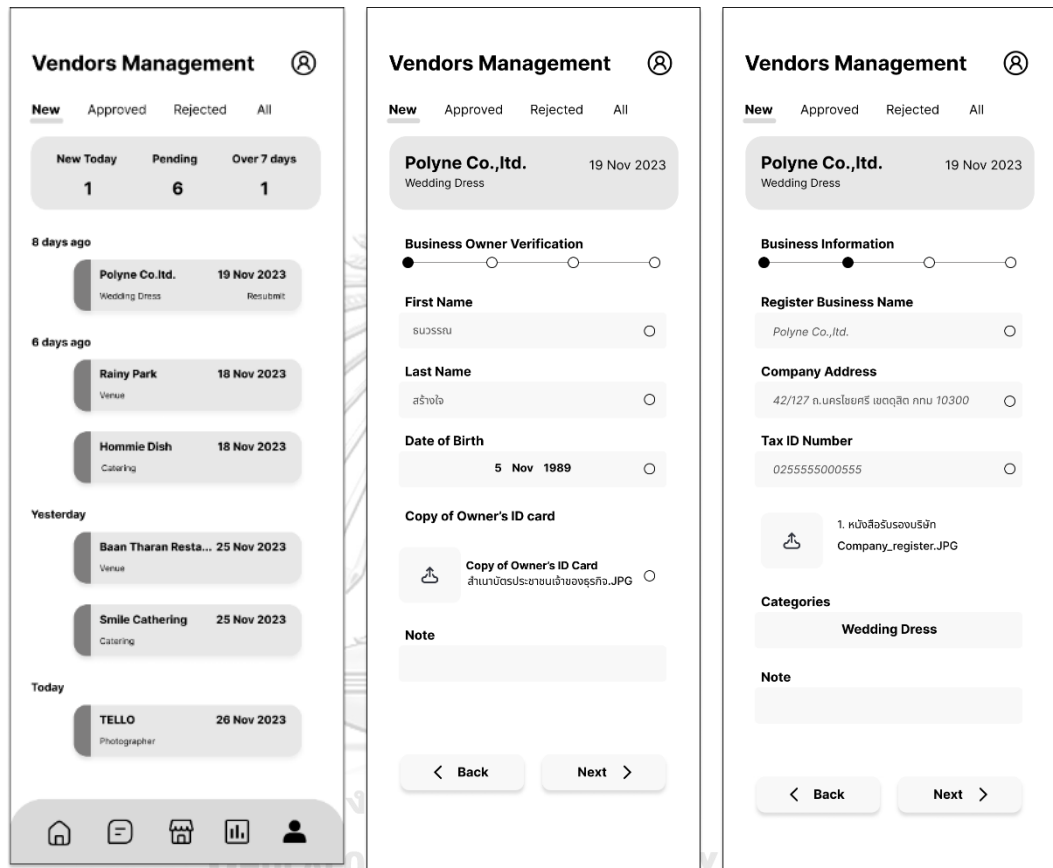 Vendors Management
New Approved Rejected All
New Today Pending Over 7 days
1 6 1
8 days ago
Polyne Co.ltd. 19 Nov 2023
Wedding Dress Resubmit
6 days ago
Rainy Park 18 Nov 2023
Venue
Hommie Dish 18 Nov 2023
Catering
Yesterday
Baan Tharan Resta... 25 Nov 2023
Venue
Smile Cathering 25 Nov 2023
Catering
Today
TELLO 26 Nov 2023
Photographer
Vendors Management
New Approved Rejected All
Polyne Co.,ltd. 19 Nov 2023
Wedding Dress
Business Owner Verification
First Name
ธนวรรณ
Last Name
สร้างใจ
Date of Birth
5 Nov 1989
Copy of Owner's ID card
Copy of Owner's ID Card
สำเนาบัตรประชาชนเจ้าของธุรกิจ.JPG
Note
Back Next
Vendors Management
New Approved Rejected All
Polyne Co.,ltd. 19 Nov 2023
Wedding Dress
Business Information
Register Business Name
Polyne Co.,ltd.
Company Address
42/127 ถ.นครไชยศรี เขตดุสิต กทม 10300
Tax ID Number
0255555000555
1. หนังสือรับรองบริษัท
Company_register.JPG
Categories
Wedding Dress
Note
Back Next